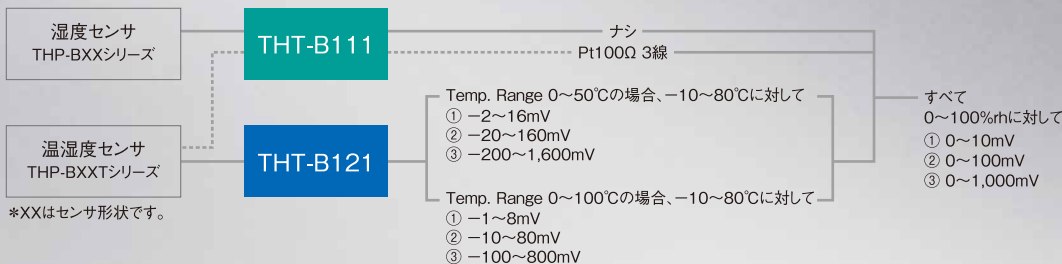 湿度センサ
THP-BXXシリーズ
THT-B111
ナシ
Pt100Ω 3線
温湿度センサ
THP-BXXTシリーズ
*XXはセンサ形状です。
THT-B121
Temp. Range 0〜50℃の場合、−10〜80℃に対して
① −2〜16mV
② −20〜160mV
③ −200〜1,600mV
Temp. Range 0〜100℃の場合、−10〜80℃に対して
① −1〜8mV
② −10〜80mV
③ −100〜800mV
すべて
0〜100%rhに対して
① 0〜10mV
② 0〜100mV
③ 0〜1,000mV